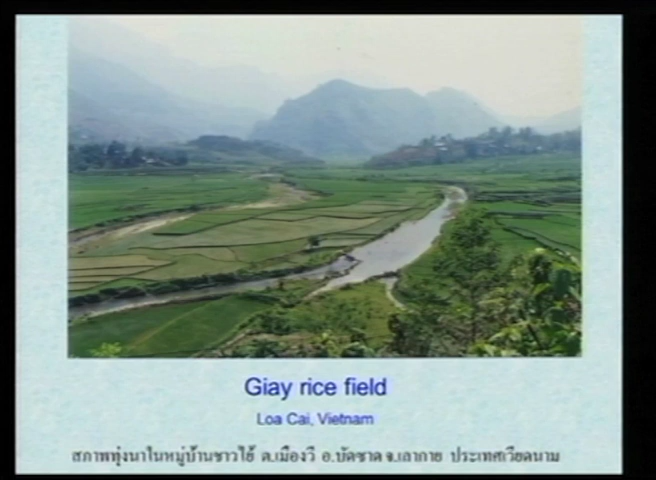 Giay rice field
Loa Cai, Vietnam
สภาพทุ่งนาในหมู่บ้านชาวไย้ ต.เมืองวี อ.บัดซาด จ.เลากาย ประเทศเวียดนาม